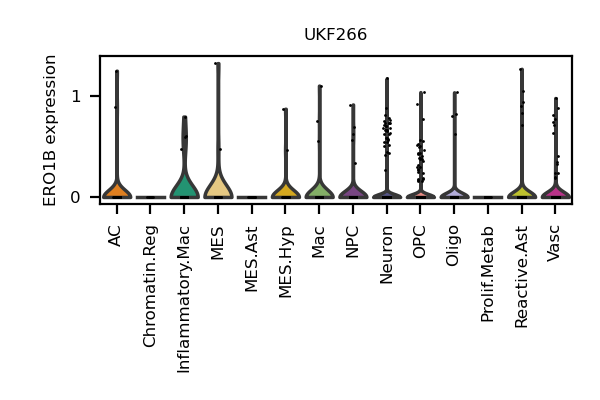 UKF266
ERO1B expression
1
0
AC
Chromatin.Reg
Inflammatory.Mac
MES
MES.Ast
MES.Hyp
Mac
NPC
Neuron
OPC
Oligo
Prolif.Metab
Reactive.Ast
Vasc